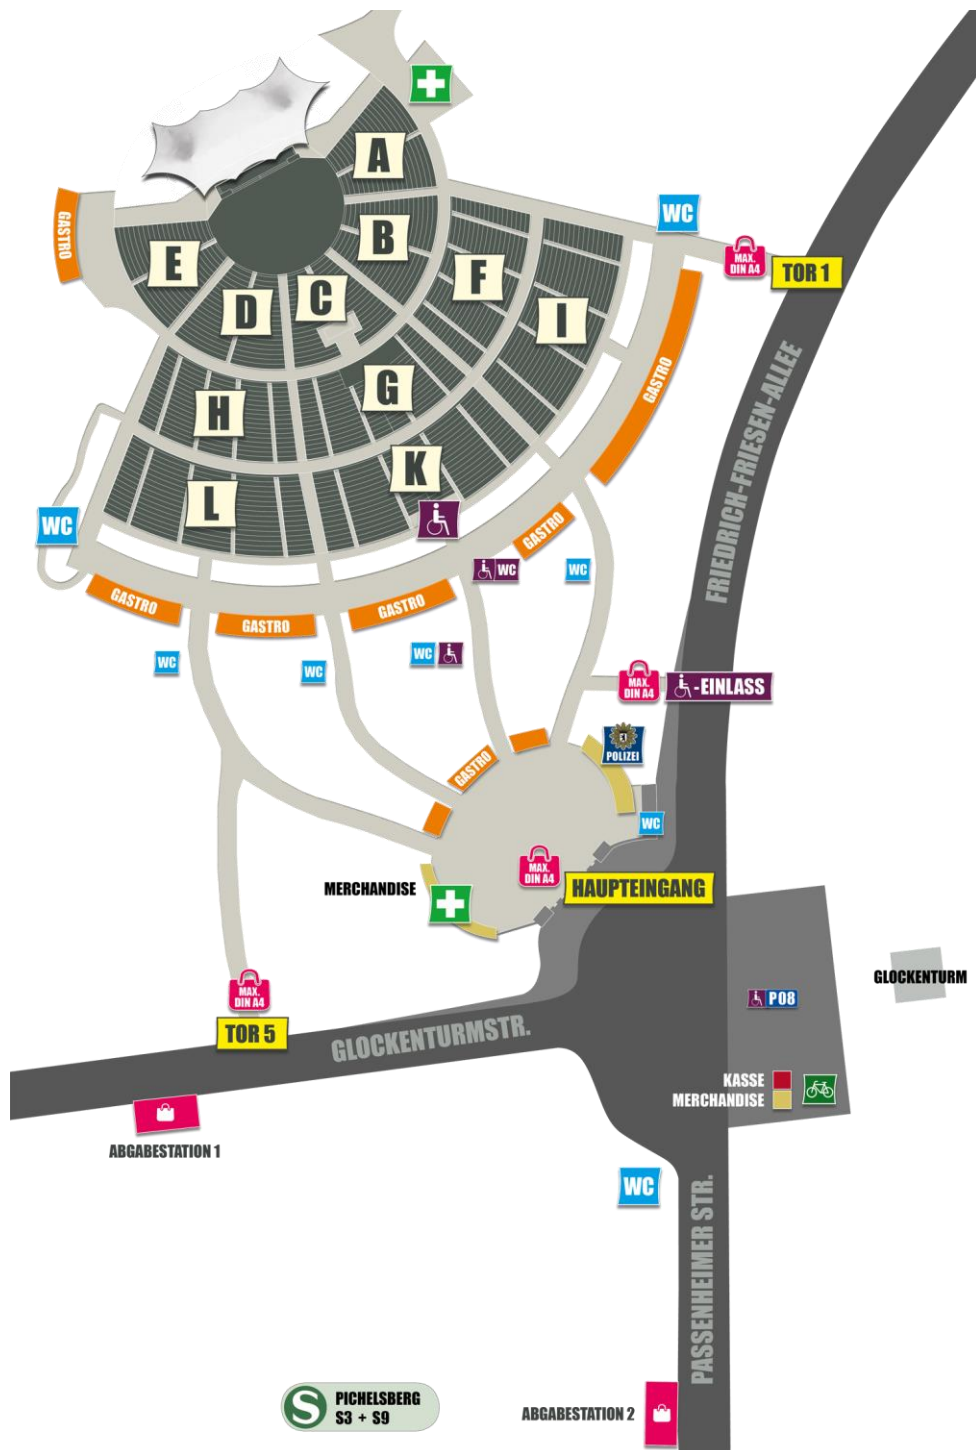 A
WC
B
GASTRO
E
MAX.
DIN A4
TOR 1
F
C
D
I
GASTRO
FRIEDRICH-FRIESEN-ALLEE
G
H
K
L
WC
GASTRO
WC
WC
GASTRO
GASTRO
GASTRO
WC
WC
WC
MAX.
DIN A4
-EINLASS
POLIZEI
GASTRO
WC
MAX.
DIN A4
HAUPTEINGANG
MERCHANDISE
GLOCKENTURM
MAX.
DIN A4
P08
TOR 5
GLOCKENTURMSTR.
KASSE
MERCHANDISE
ABGABESTATION 1
WC
PASSENHEIMER STR.
S
PICHELSBERG
S3 + S9
ABGABESTATION 2